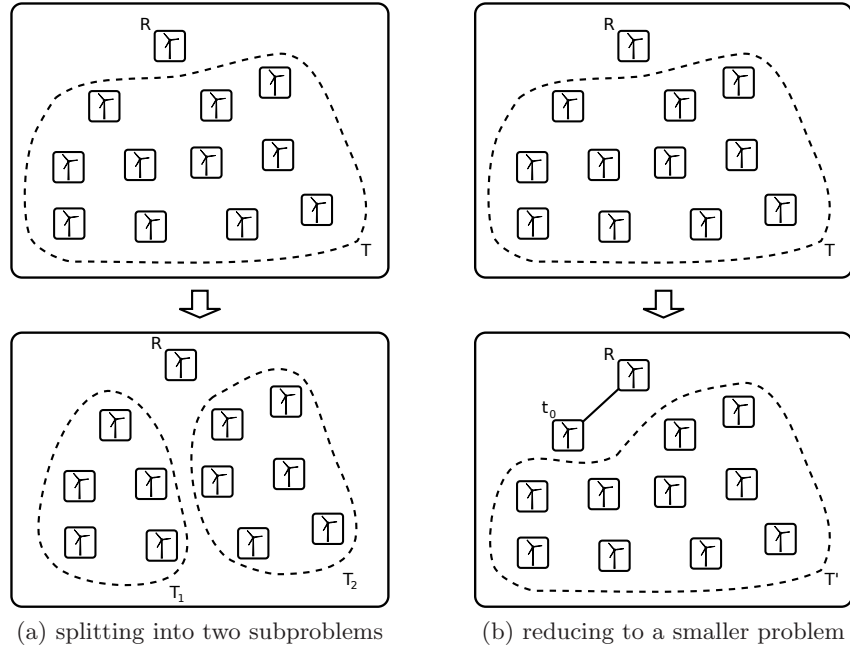 R
R
T
T
R
R
t0
T1
T2
T'
(a) splitting into two subproblems
(b) reducing to a smaller problem